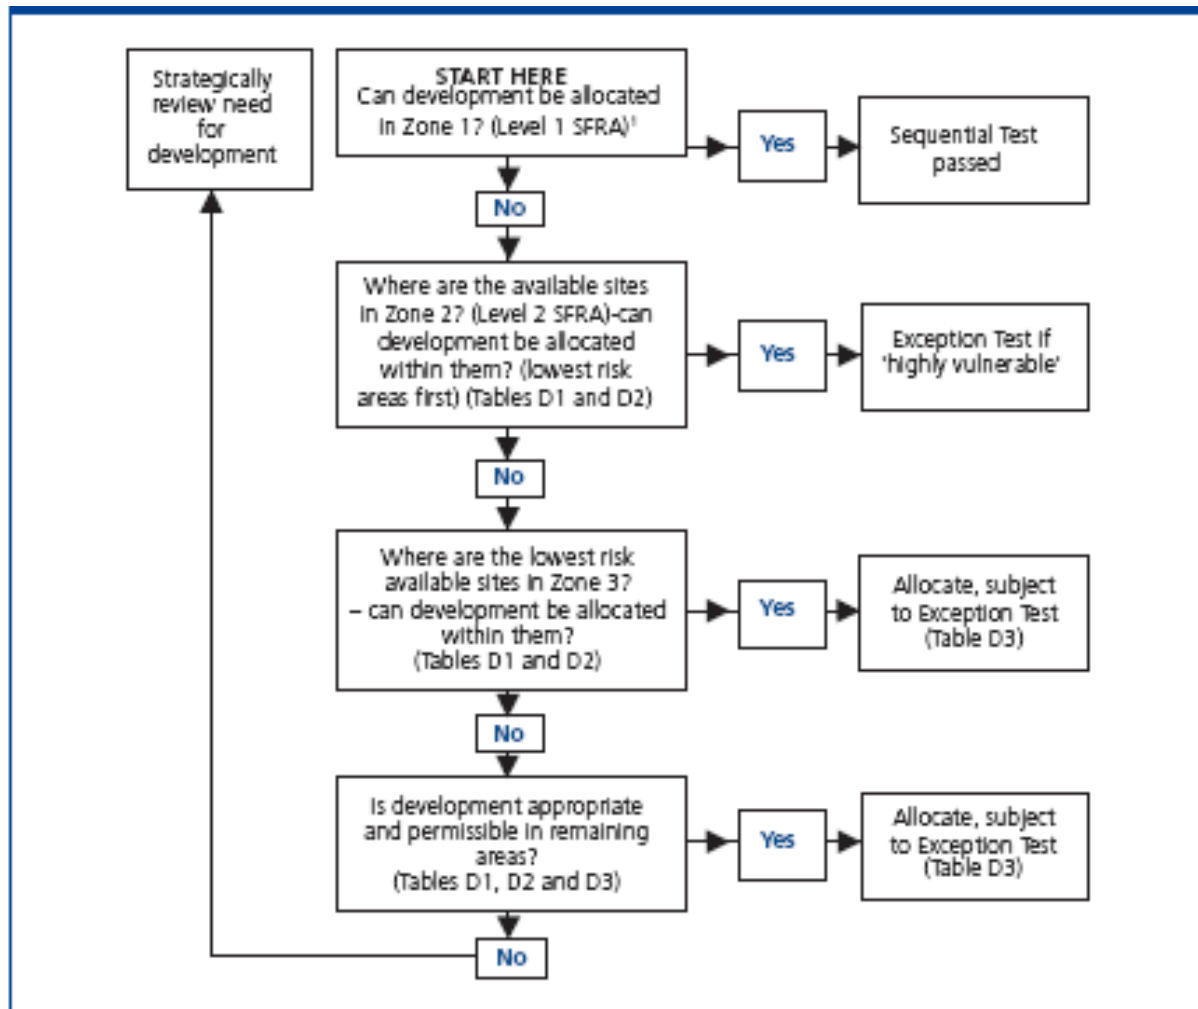 Strategically
review need
for
development
START HERE
Can development be allocated
in Zone 1? (Level 1 SFRA)¹
Yes
Sequential Test
passed
No
Where are the available sites
in Zone 2? (Level 2 SFRA)-can
development be allocated
within them? (lowest risk
areas first) (Tables D1 and D2)
Yes
Exception Test if
'highly vulnerable'
No
Where are the lowest risk
available sites in Zone 3?
– can development be allocated
within them?
(Tables D1 and D2)
Yes
Allocate, subject
to Exception Test
(Table D3)
No
Is development appropriate
and permissible in remaining
areas?
(Tables D1, D2 and D3)
Yes
Allocate, subject
to Exception Test
(Table D3)
No